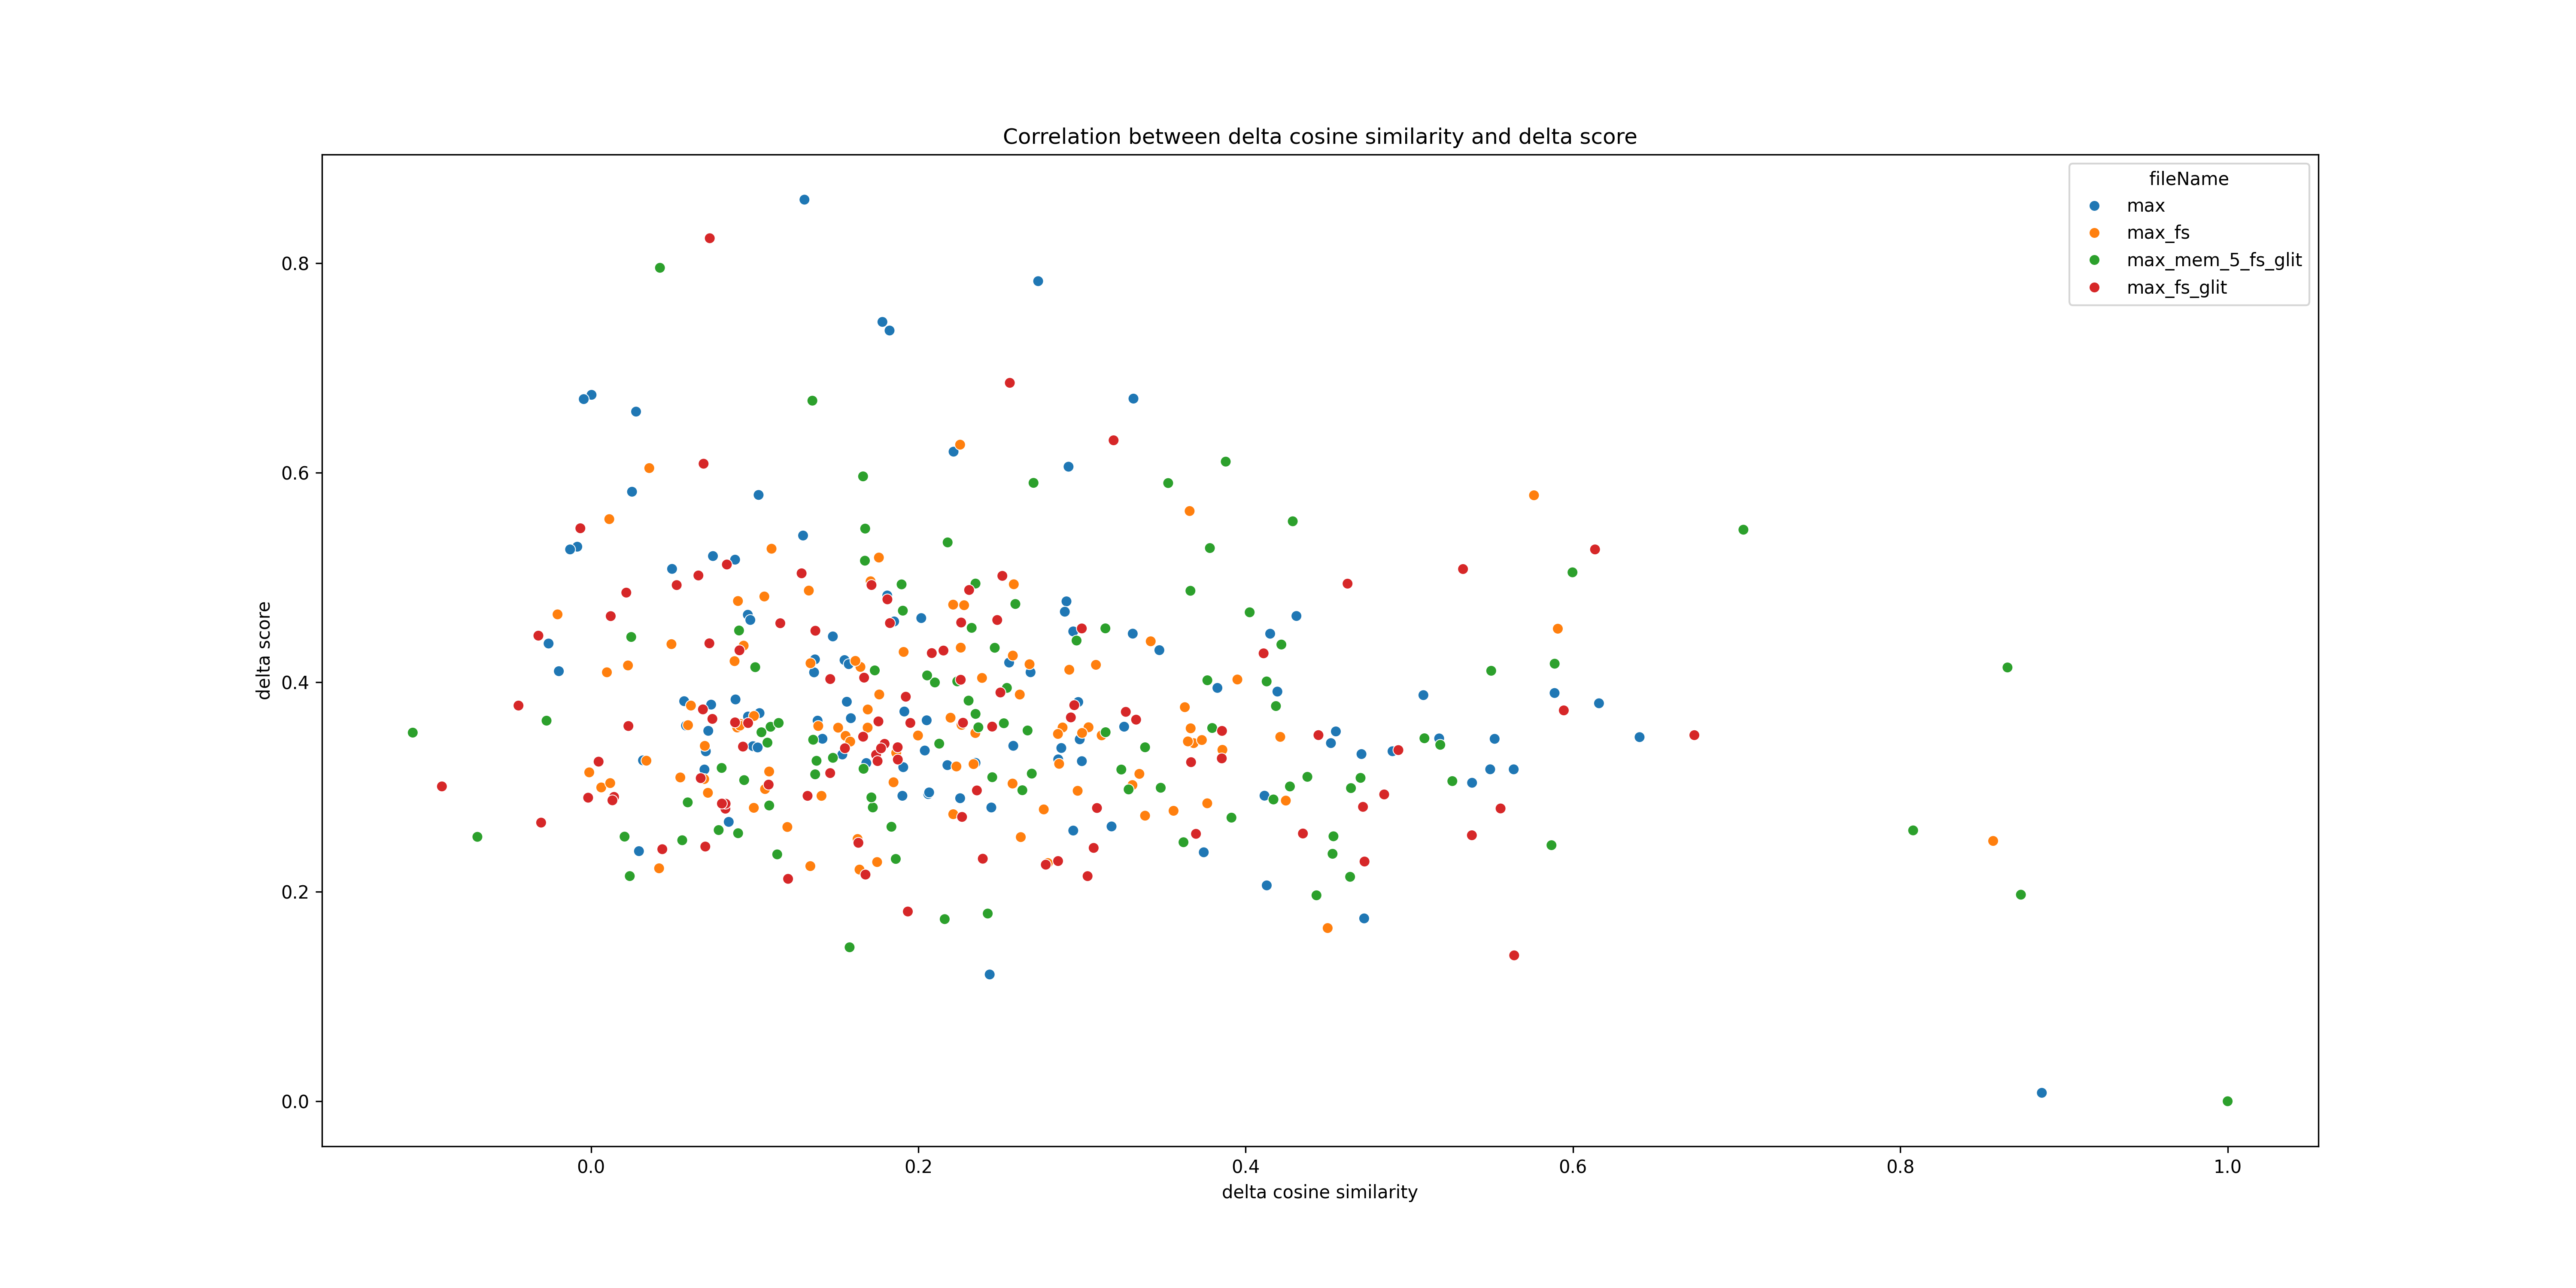 Correlation between delta cosine similarity and delta score
fileName
max
max_fs
max_mem_5_fs_glit
max_fs_glit
0.8
0.6
0.4
0.2
0.0
delta score
0.0 0.2 0.4 0.6 0.8 1.0
delta cosine similarity